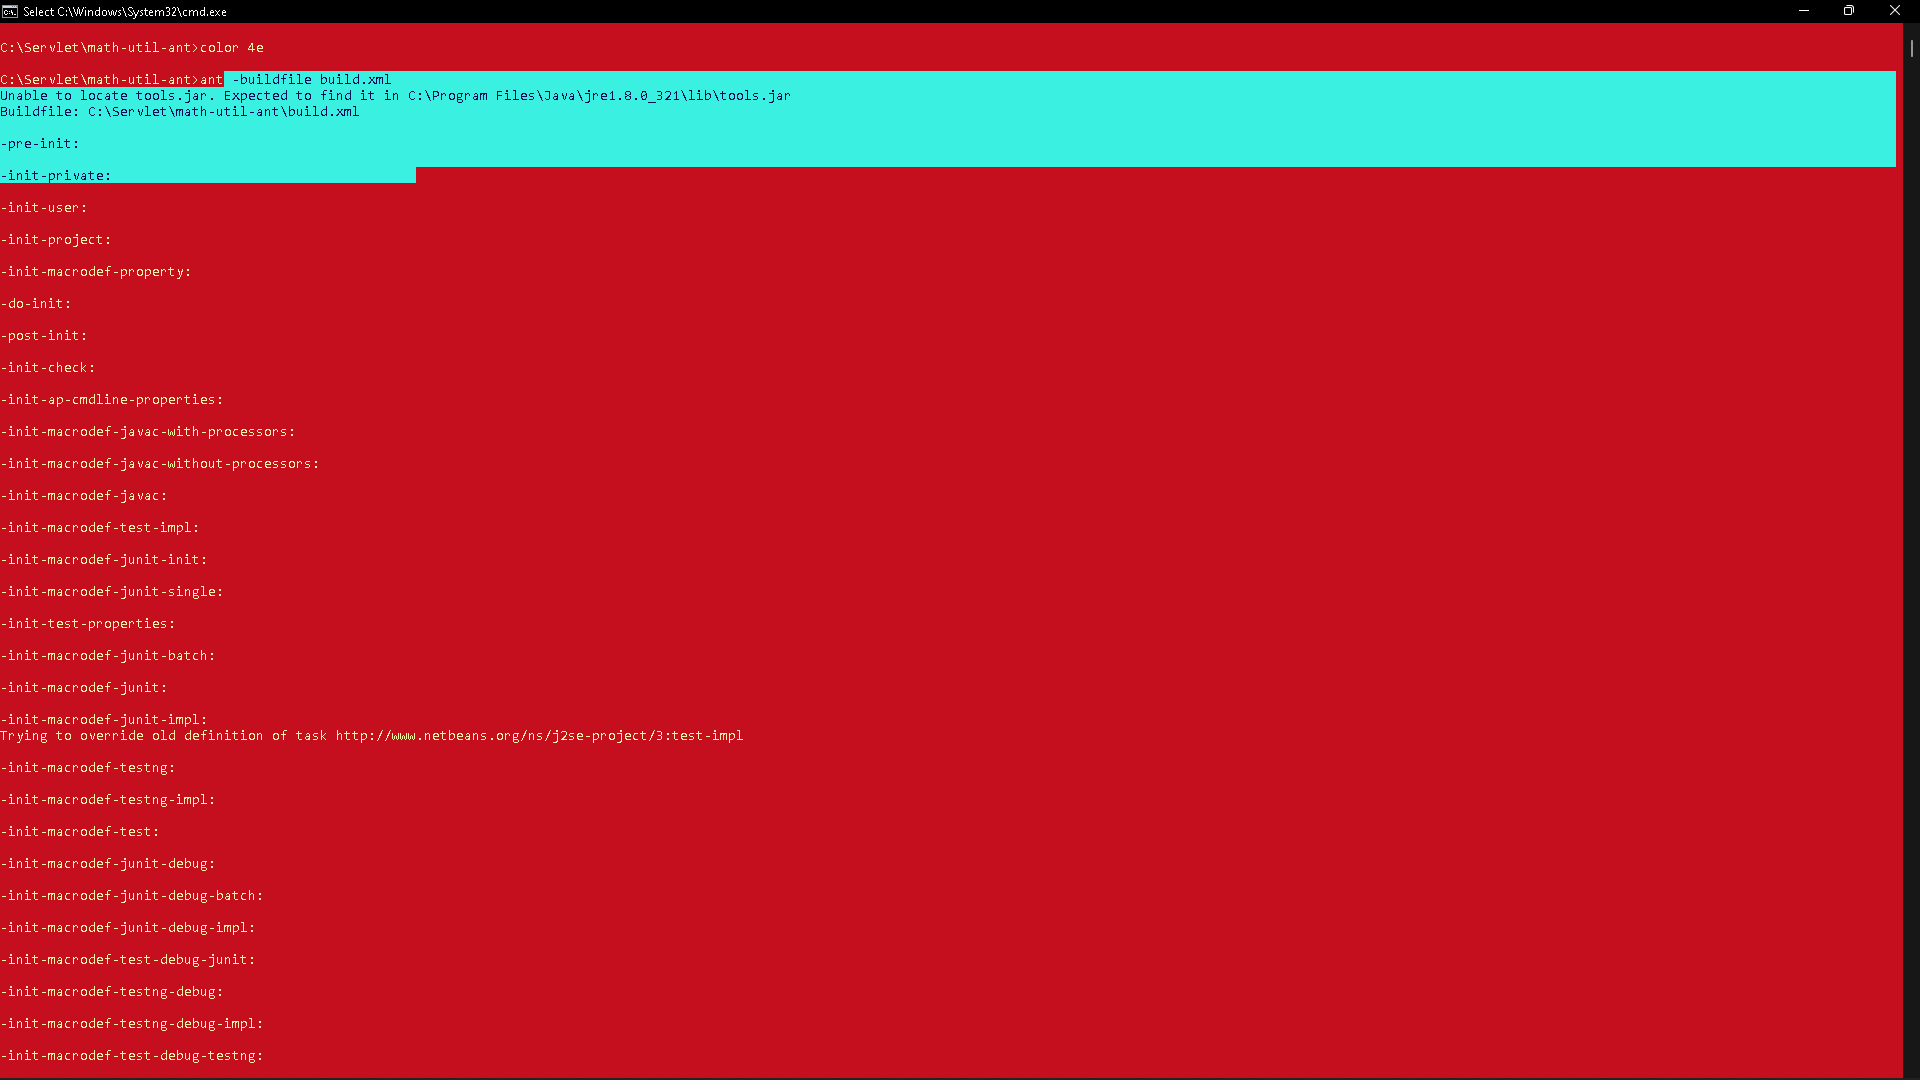 Select C:\Windows\System32\cmd.exe
C:\Servlet\math-util-ant>color 4e
C:\Servlet\math-util-ant>ant -buildfile build.xml
Unable to locate tools.jar. Expected to find it in C:\Program Files\Java\jre1.8.0_321\lib\tools.jar
Buildfile: C:\Servlet\math-util-ant\build.xml
-pre-init:
-init-private:
-init-user:
-init-project:
-init-macrodef-property:
-do-init:
-post-init:
-init-check:
-init-ap-cmdline-properties:
-init-macrodef-javac-with-processors:
-init-macrodef-javac-without-processors:
-init-macrodef-javac:
-init-macrodef-test-impl:
-init-macrodef-junit-init:
-init-macrodef-junit-single:
-init-test-properties:
-init-macrodef-junit-batch:
-init-macrodef-junit:
-init-macrodef-junit-impl:
Trying to override old definition of task http://www.netbeans.org/ns/j2se-project/3:test-impl
-init-macrodef-testng:
-init-macrodef-testng-impl:
-init-macrodef-test:
-init-macrodef-junit-debug:
-init-macrodef-junit-debug-batch:
-init-macrodef-junit-debug-impl:
-init-macrodef-test-debug-junit:
-init-macrodef-testng-debug:
-init-macrodef-testng-debug-impl:
-init-macrodef-test-debug-testng: